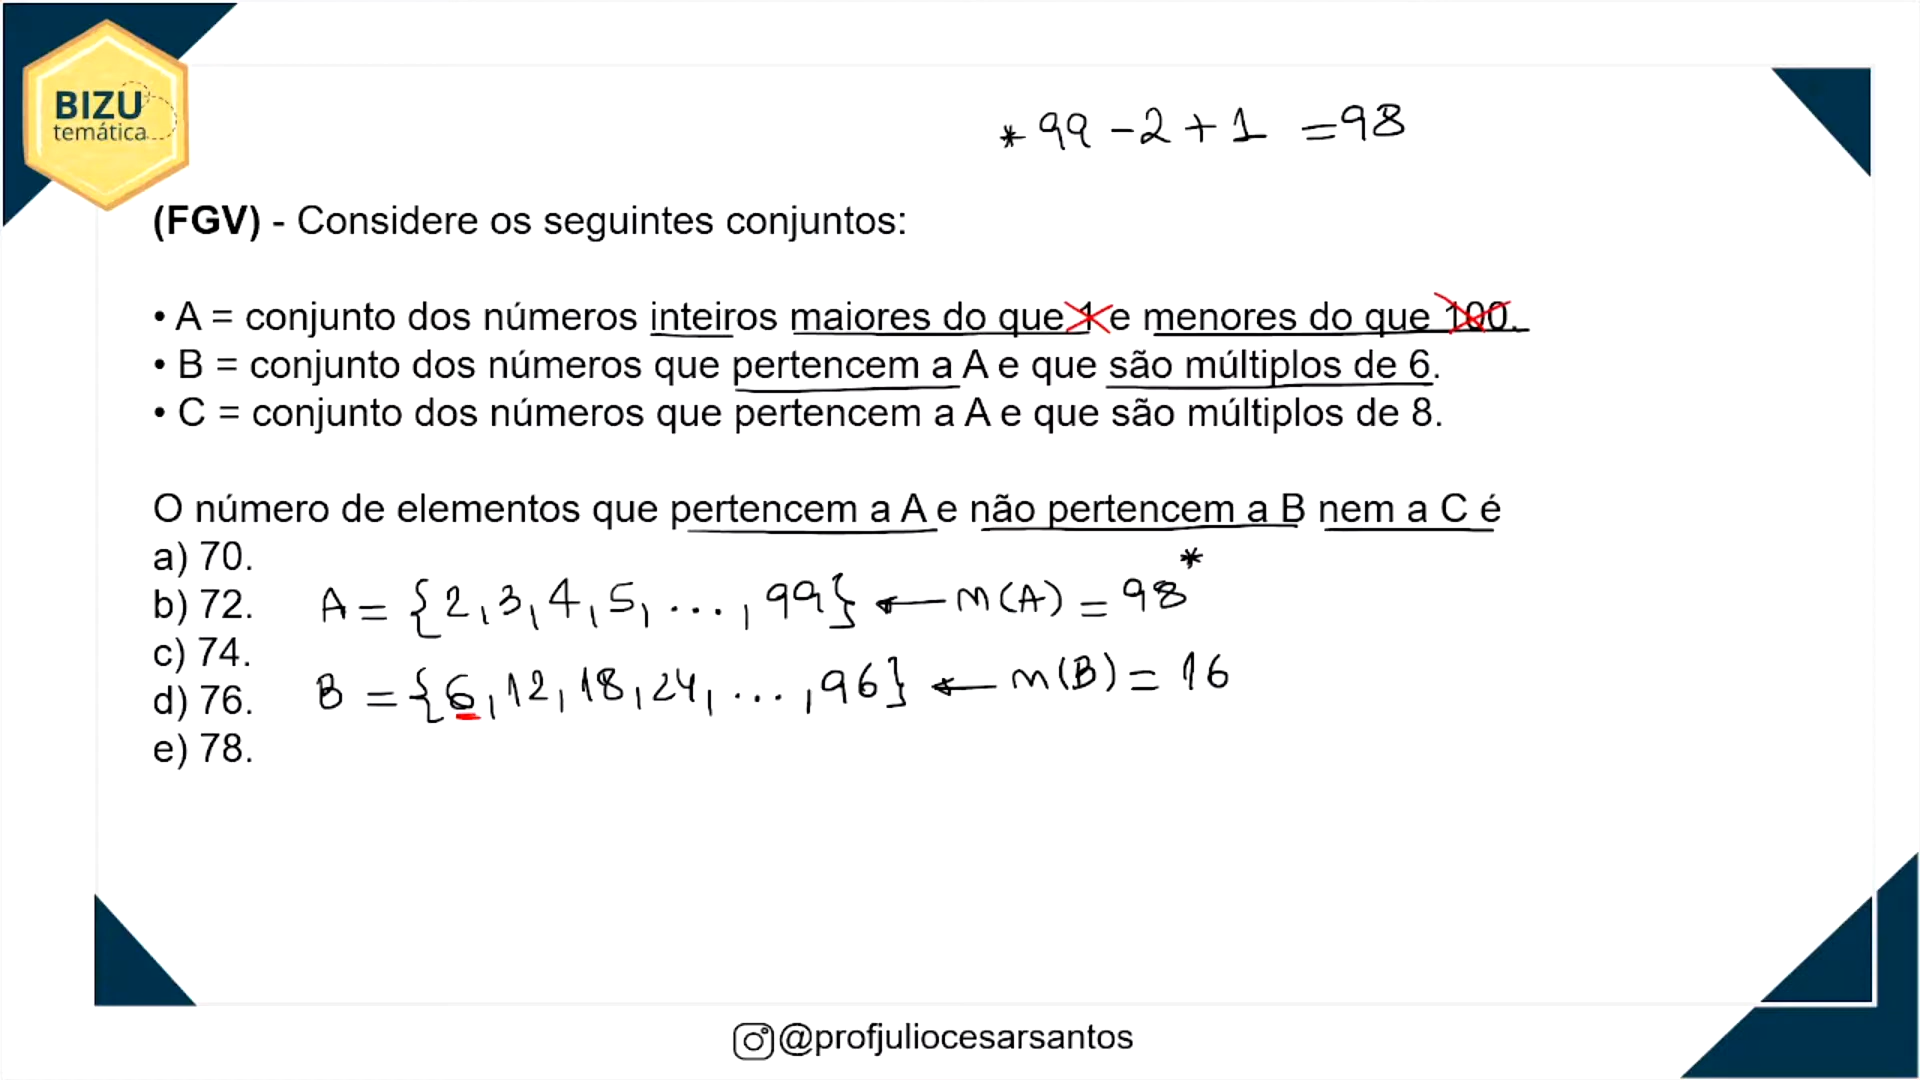 BIZU
temática
* 99 - 2 + 1 = 98
(FGV) - Considere os seguintes conjuntos:
• A = conjunto dos números inteiros maiores do que 1 e menores do que 100.
• B = conjunto dos números que pertencem a A e que são múltiplos de 6.
• C = conjunto dos números que pertencem a A e que são múltiplos de 8.
O número de elementos que pertencem a A e não pertencem a B nem a C é
a) 70.
b) 72.
c) 74.
d) 76.
e) 78.
A = {2, 3, 4, 5, ..., 99} ← n(A) = 98 *
B = {6, 12, 18, 24, ..., 96} ← n(B) = 16
@profjuliocesarsantos